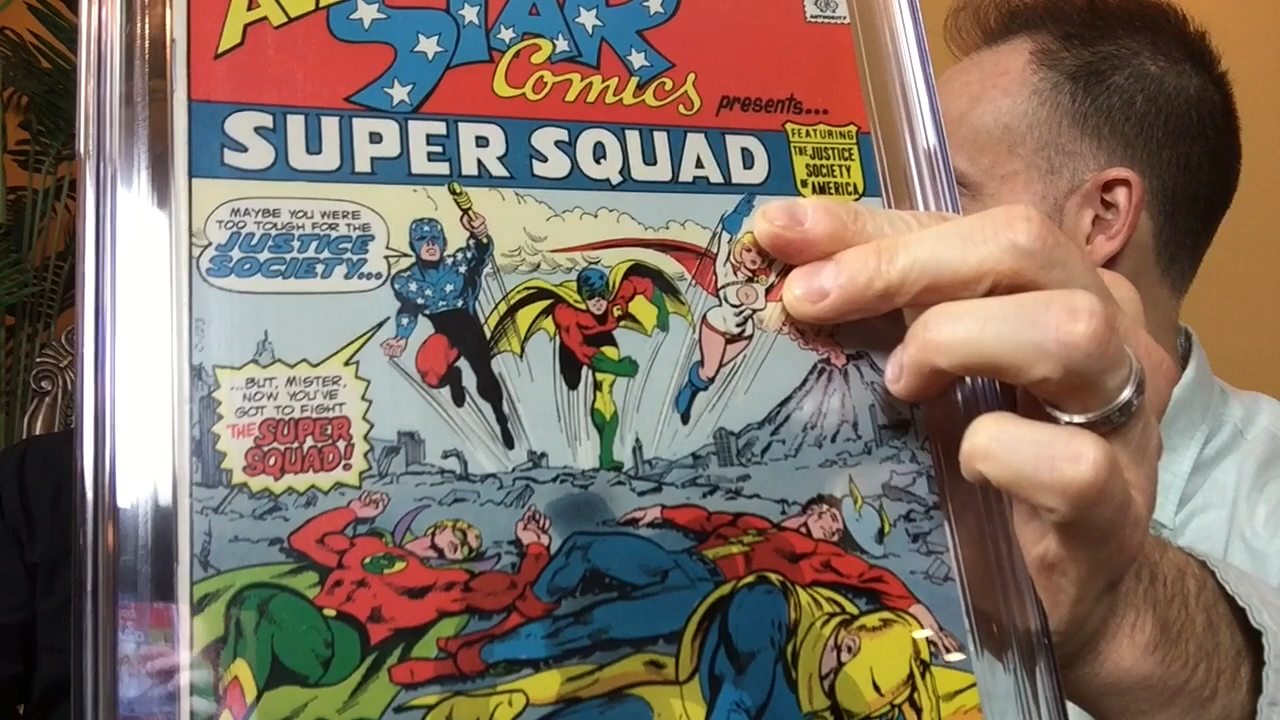 STAR
Comics presents...
SUPER SQUAD
FEATURING
THE JUSTICE
SOCIETY
OF AMERICA
MAYBE YOU WERE
TOO TOUGH FOR THE
JUSTICE
SOCIETY...
...BUT, MISTER,
NOW YOU'VE
GOT TO FIGHT
THE SUPER
SQUAD!